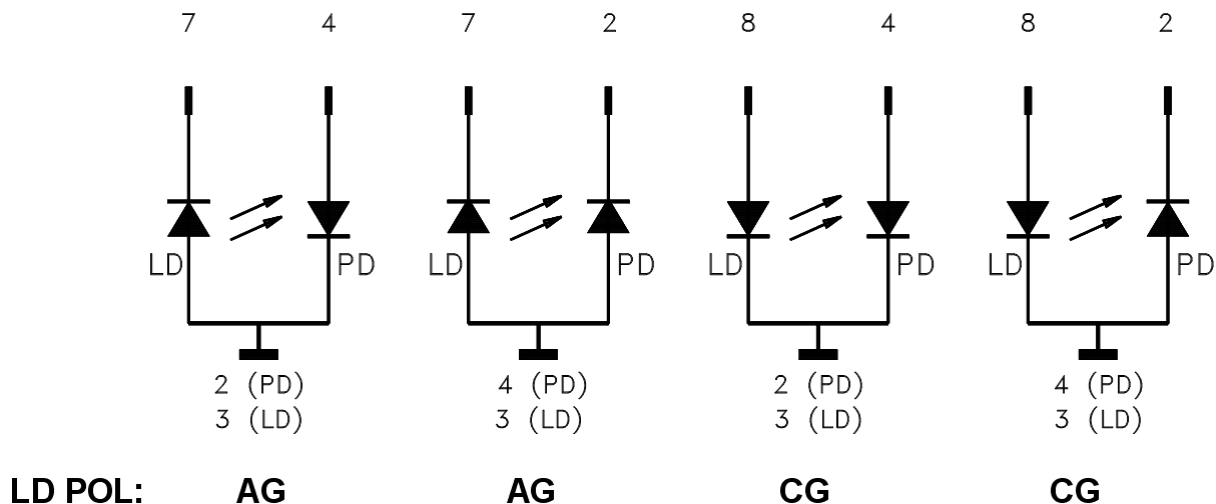 7 4 7 2 8 4 8 2
LD PD LD PD LD PD LD PD
2 (PD) 4 (PD) 2 (PD) 4 (PD)
3 (LD) 3 (LD) 3 (LD) 3 (LD)
LD POL: AG AG CG CG